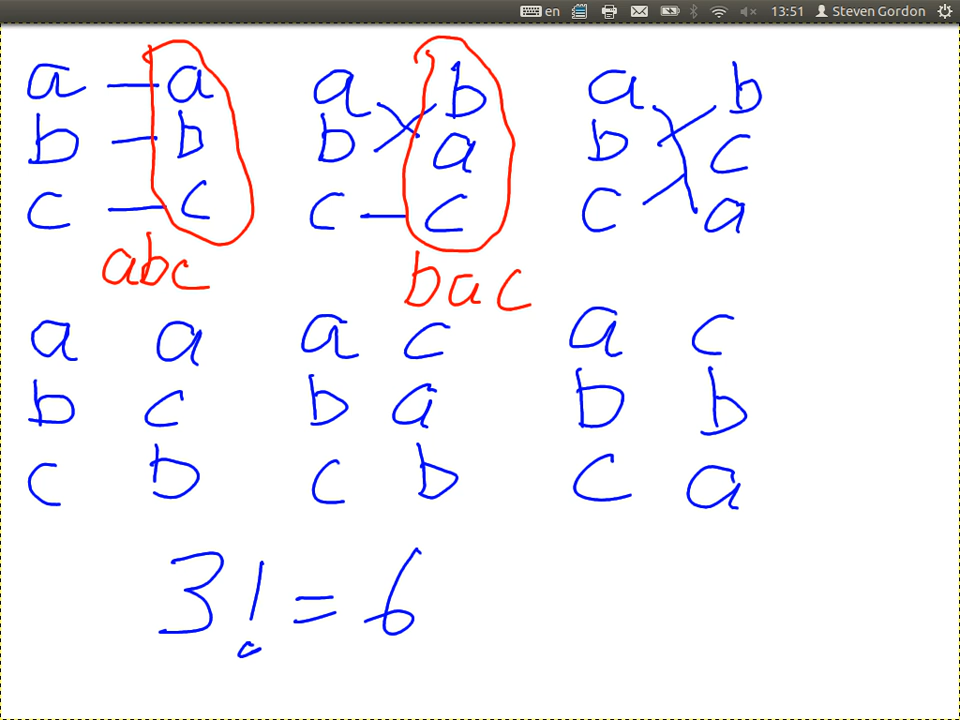 en 13:51 Steven Gordon
a a a b a b
b b b a b c
c c c c c a
abc bac
a a a c a c
b c b a b b
c b c b c a
3! = 6